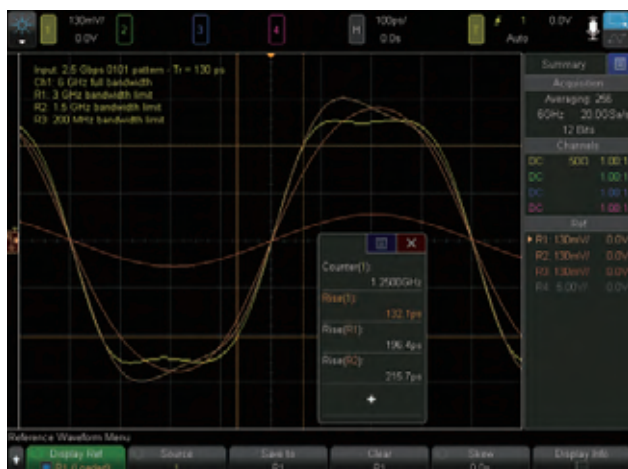 1 130mV/ 0.0V 2 3 4 H 100ps/ 0.0s T 1 0.0V
Auto
Input: 2.5 Gbps 0101 pattern - Tr = 130 ps
Ch1: 6 GHz full bandwidth
R1: 3 GHz bandwidth limit
R2: 1.5 GHz bandwidth limit
R3: 200 MHz bandwidth limit
Summary
Acquisition
Averaging: 256
6GHz 20.0GSa/s
12 Bits
Channels
DC 50Ω 1.00:1
DC 1.00:1
DC 1.00:1
DC 1.00:1
Ref
R1: 130mV/ 0.0V
R2: 130mV/ 0.0V
R3: 130mV/ 0.0V
R4: 5.00V/ 0.0V
Counter(1):
1.2500GHz
Rise(1):
132.1ps
Rise(R1):
196.4ps
Rise(R2):
215.7ps
Reference Waveform Menu
Display Ref Source Save to Clear Skew Display Info
1 R1 R1 0.0s